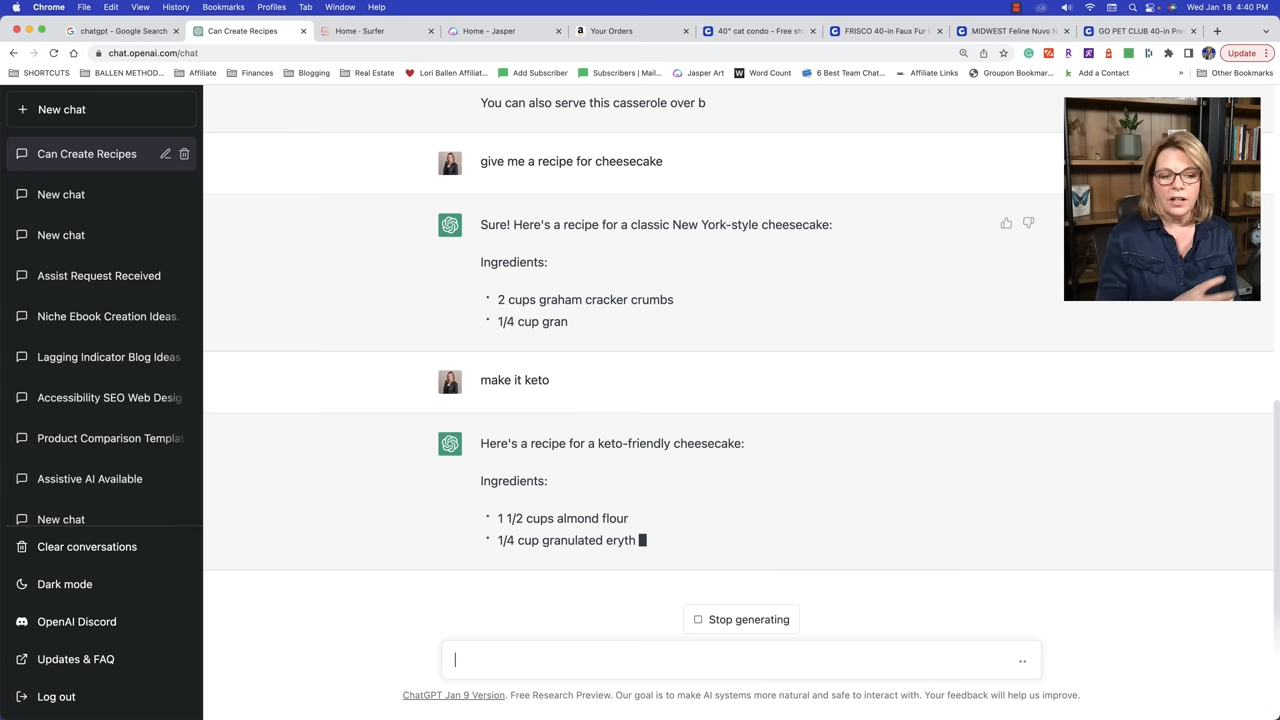 Chrome File Edit View History Bookmarks Profiles Tab Window Help Wed Jan 18 4:40 PM
chatgpt - Google Search Can Create Recipes Home · Surfer Home - Jasper Your Orders 40" cat condo - Free sh FRISCO 40-in Faux Fur C MIDWEST Feline Nuvo N GO PET CLUB 40-in Pre
chat.openai.com/chat Update
SHORTCUTS BALLEN METHOD... Affiliate Finances Blogging Real Estate Lori Ballen Affiliat... Add Subscriber Subscribers | Mail... Jasper Art Word Count 6 Best Team Chat... Affiliate Links Groupon Bookmar... Add a Contact » Other Bookmarks
+ New chat
Can Create Recipes
New chat
New chat
Assist Request Received
Niche Ebook Creation Ideas.
Lagging Indicator Blog Ideas
Accessibility SEO Web Desig
Product Comparison Templat
Assistive AI Available
New chat
Clear conversations
Dark mode
OpenAI Discord
Updates & FAQ
Log out
You can also serve this casserole over b
give me a recipe for cheesecake
Sure! Here's a recipe for a classic New York-style cheesecake:
Ingredients:
• 2 cups graham cracker crumbs
• 1/4 cup gran
make it keto
Here's a recipe for a keto-friendly cheesecake:
Ingredients:
• 1 1/2 cups almond flour
• 1/4 cup granulated eryth
Stop generating
ChatGPT Jan 9 Version. Free Research Preview. Our goal is to make AI systems more natural and safe to interact with. Your feedback will help us improve.